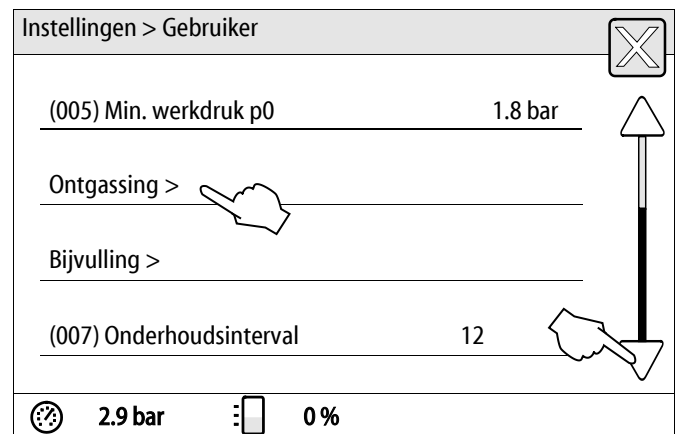 Instellingen > Gebruiker
(005) Min. werkdruk p0 1.8 bar
Ontgassing >
Bijvulling >
(007) Onderhoudsinterval 12
2.9 bar 0 %